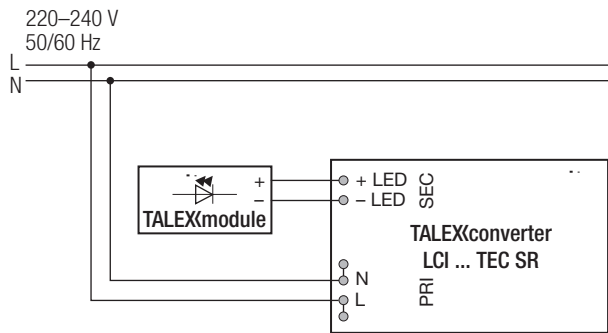 220–240 V
50/60 Hz
L
N
+
–
TALEXmodule
+ LED
– LED
SEC
TALEXconverter
LCI ... TEC SR
N
L
PRI